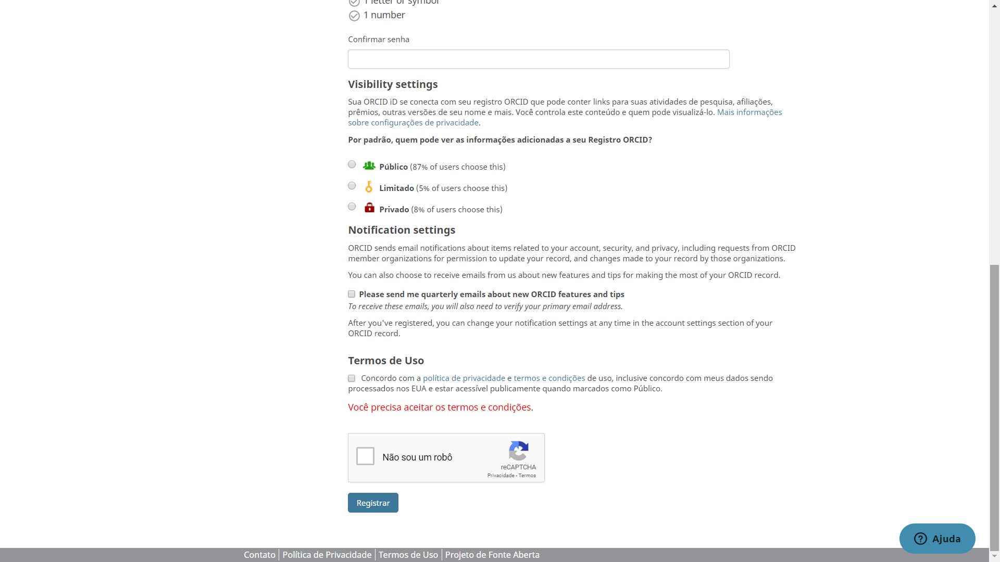 1 letter or symbol
1 number
Confirmar senha
Visibility settings
Sua ORCID iD se conecta com seu registro ORCID que pode conter links para suas atividades de pesquisa, afiliações,
prêmios, outras versões de seu nome e mais. Você controla este conteúdo e quem pode visualizá-lo. Mais informações
sobre configurações de privacidade.
Por padrão, quem pode ver as informações adicionadas a seu Registro ORCID?
Público (87% of users choose this)
Limitado (5% of users choose this)
Privado (8% of users choose this)
Notification settings
ORCID sends email notifications about items related to your account, security, and privacy, including requests from ORCID
member organizations for permission to update your record, and changes made to your record by those organizations.
You can also choose to receive emails from us about new features and tips for making the most of your ORCID record.
Please send me quarterly emails about new ORCID features and tips
To receive these emails, you will also need to verify your primary email address.
After you've registered, you can change your notification settings at any time in the account settings section of your
ORCID record.
Termos de Uso
Concordo com a política de privacidade e termos e condições de uso, inclusive concordo com meus dados sendo
processados nos EUA e estar acessível publicamente quando marcados como Público.
Você precisa aceitar os termos e condições.
Não sou um robô
reCAPTCHA
Privacidade - Termos
Registrar
Ajuda
Contato Política de Privacidade Termos de Uso Projeto de Fonte Aberta